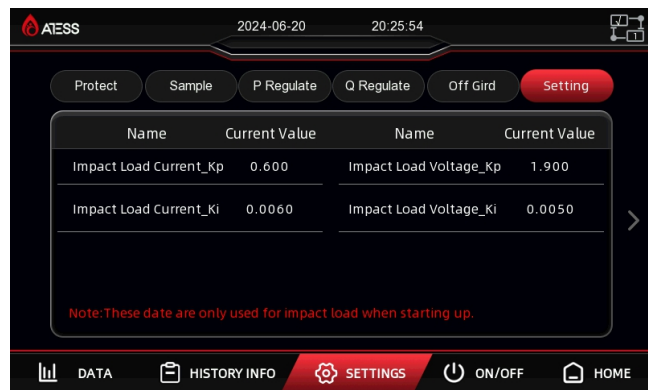 ATESS 2024-06-20 20:25:54
1
Protect Sample P Regulate Q Regulate Off Gird Setting
Name Current Value Name Current Value
Impact Load Current_Kp 0.600 Impact Load Voltage_Kp 1.900
Impact Load Current_Ki 0.0060 Impact Load Voltage_Ki 0.0050
Note:These date are only used for impact load when starting up.
DATA HISTORY INFO SETTINGS ON/OFF HOME